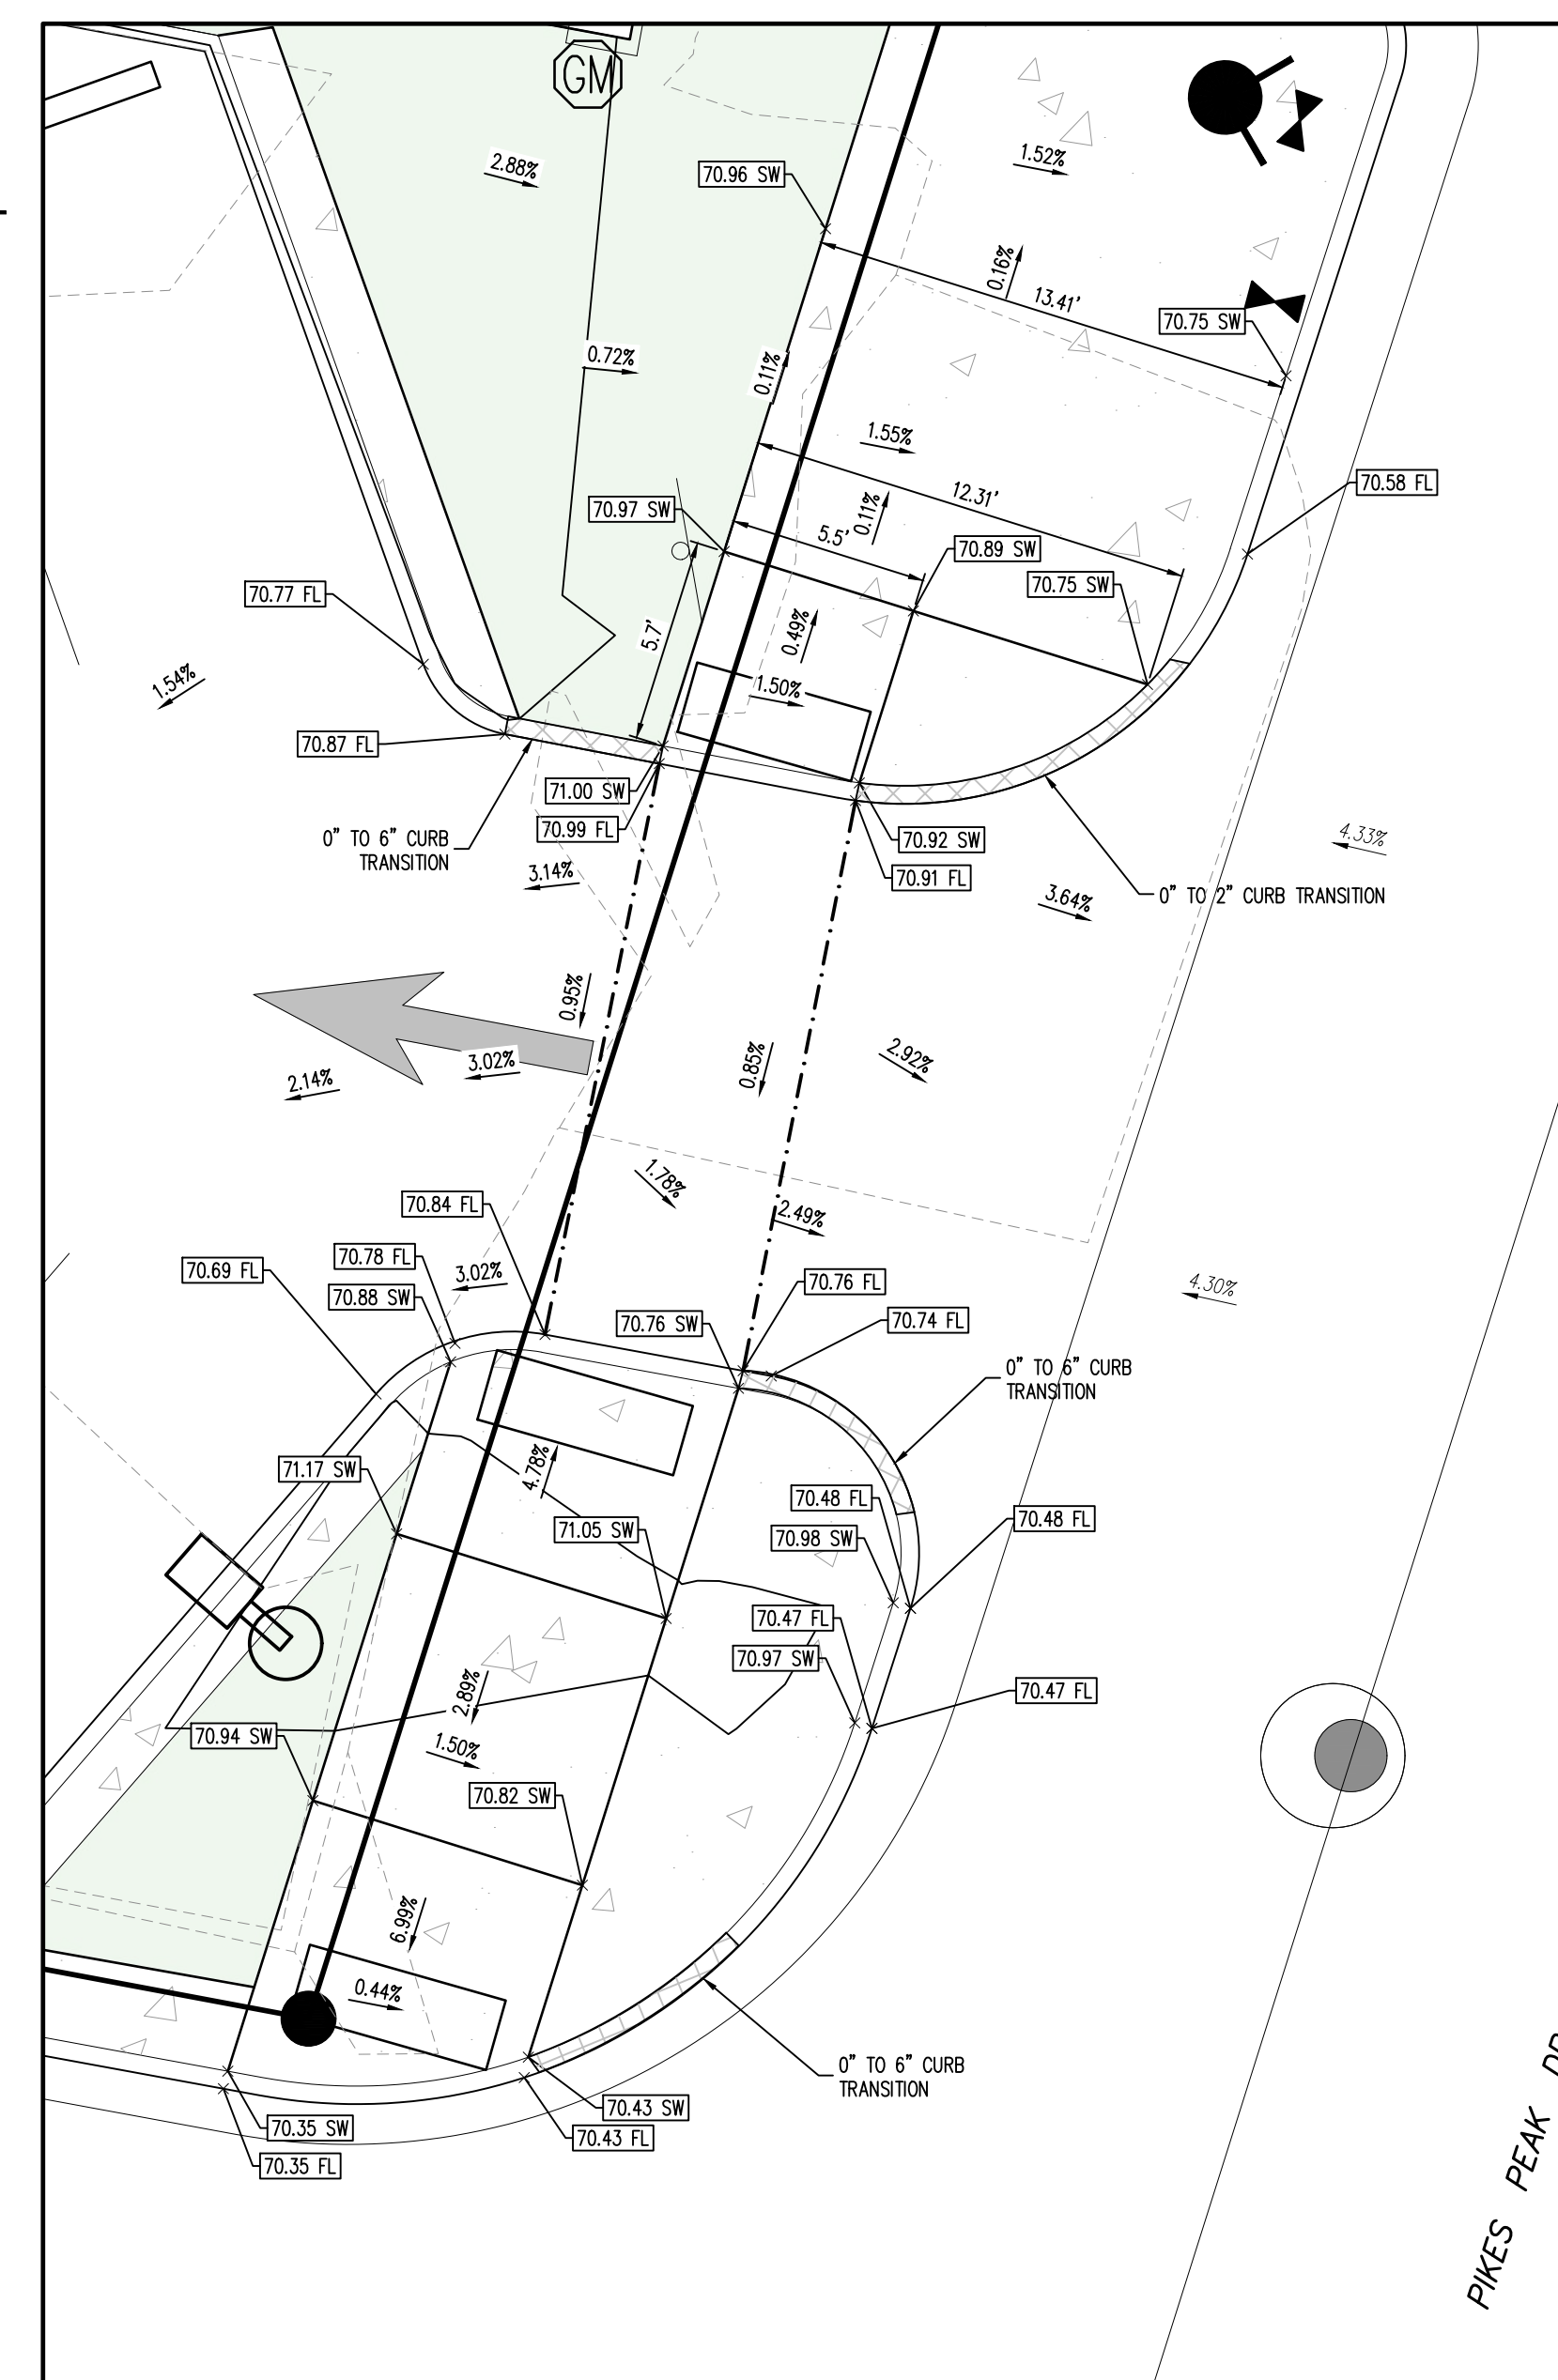 GM
2.88%
70.96 SW
1.52%
0.16%
13.41'
70.75 SW
0.72%
0.11%
1.55%
12.31'
70.58 FL
70.97 SW
0.11%
5.5'
70.89 SW
70.75 SW
70.77 FL
5.7'
0.49%
1.54%
1.50%
70.87 FL
71.00 SW
70.99 FL
0" TO 6" CURB
TRANSITION
70.92 SW
4.33%
3.14%
70.91 FL
3.64%
0" TO 2" CURB TRANSITION
0.95%
3.02%
0.85%
2.92%
2.14%
1.78%
70.84 FL
2.49%
70.78 FL
70.69 FL
3.02%
70.76 FL
4.30%
70.88 SW
70.76 SW
70.74 FL
0" TO 6" CURB
TRANSITION
71.17 SW
4.78%
70.48 FL
70.48 FL
71.05 SW
70.98 SW
70.47 FL
70.97 SW
2.89%
70.47 FL
70.94 SW
1.50%
70.82 SW
6.99%
0.44%
0" TO 6" CURB
TRANSITION
70.43 SW
70.35 SW
70.43 FL
70.35 FL
PIKES PEAK